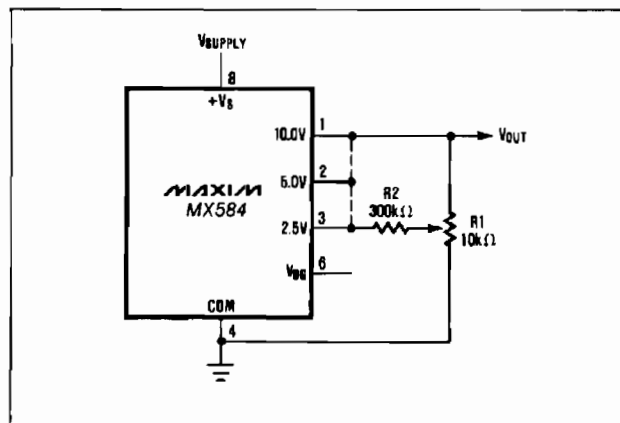 VSUPPLY
8
+VS
10.0V 1
VOUT
5.0V 2
R2
300kΩ
MAXIM
MX584
2.5V 3
R1
10kΩ
VBG 6
COM
4